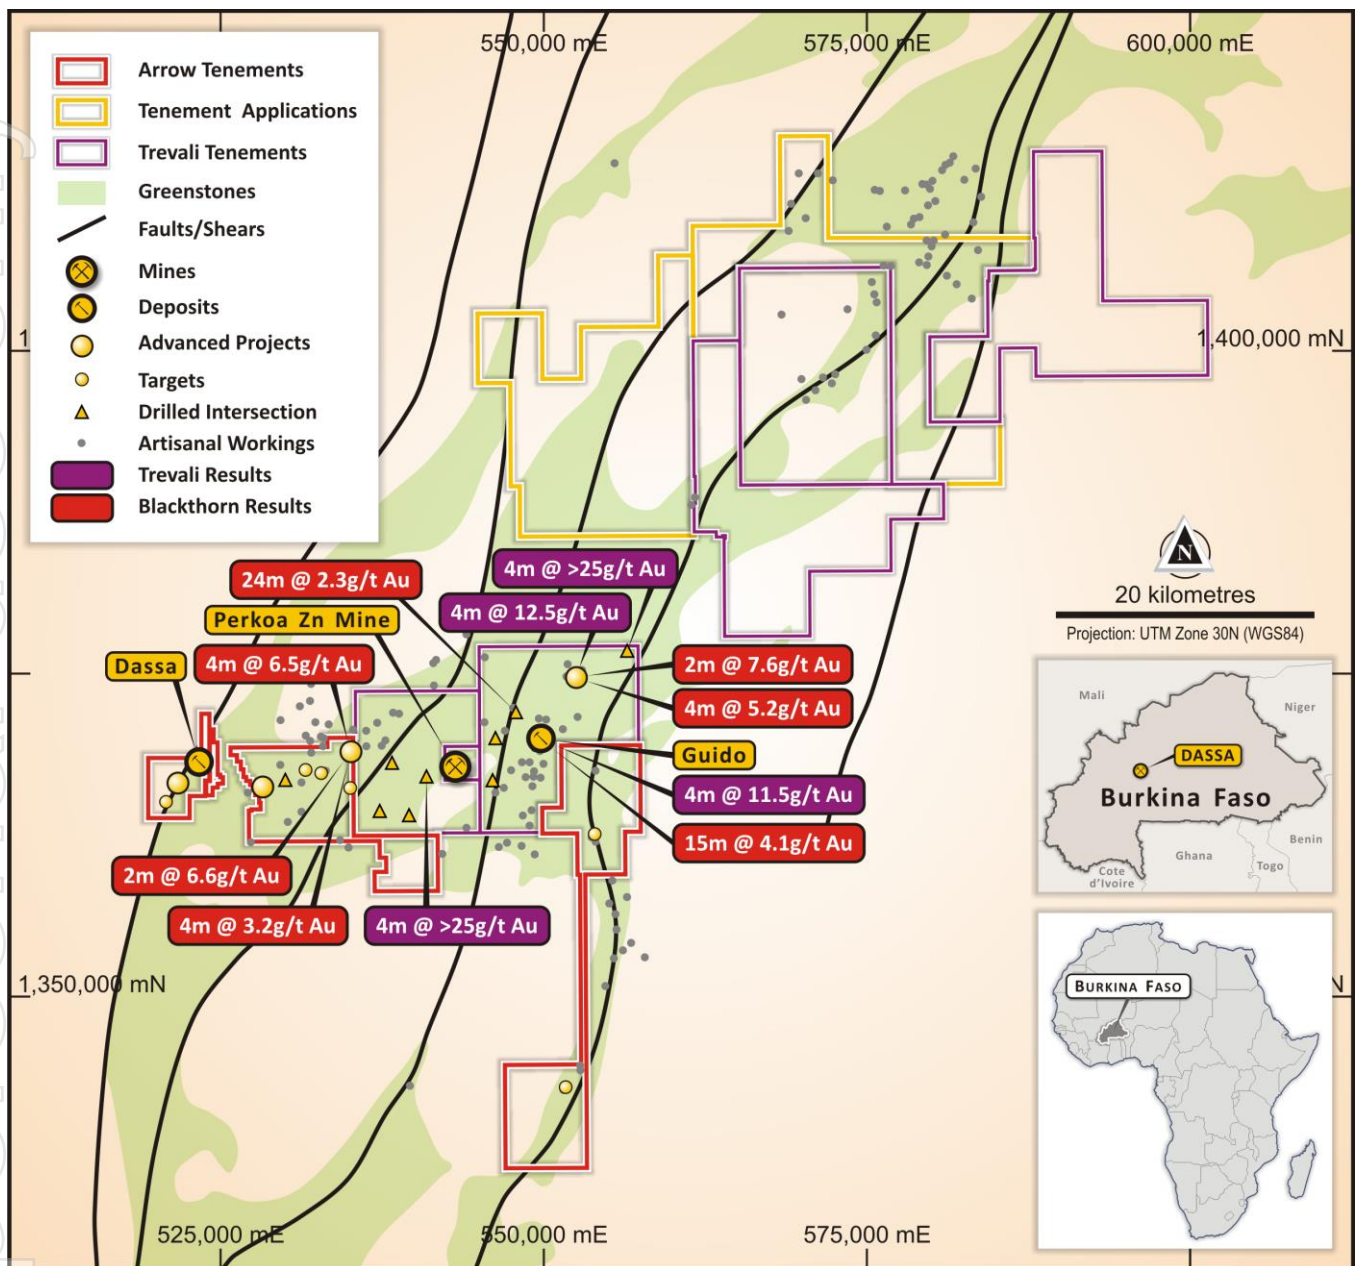 550,000 mE
575,000 mE
600,000 mE
Arrow Tenements
Tenement Applications
Trevali Tenements
Greenstones
Faults/Shears
Mines
Deposits
Advanced Projects
Targets
Drilled Intersection
Artisanal Workings
Trevali Results
Blackthorn Results
1
1,400,000 mN
N
20 kilometres
Projection: UTM Zone 30N (WGS84)
24m @ 2.3g/t Au
4m @ >25g/t Au
Perkoa Zn Mine
4m @ 12.5g/t Au
Dassa
4m @ 6.5g/t Au
2m @ 7.6g/t Au
4m @ 5.2g/t Au
Guido
4m @ 11.5g/t Au
15m @ 4.1g/t Au
2m @ 6.6g/t Au
4m @ 3.2g/t Au
4m @ >25g/t Au
Mali
Niger
DASSA
Burkina Faso
Benin
Ghana
Togo
Cote
d'Ivoire
1,350,000 mN
N
BURKINA FASO
525,000 mE
550,000 mE
575,000 mE